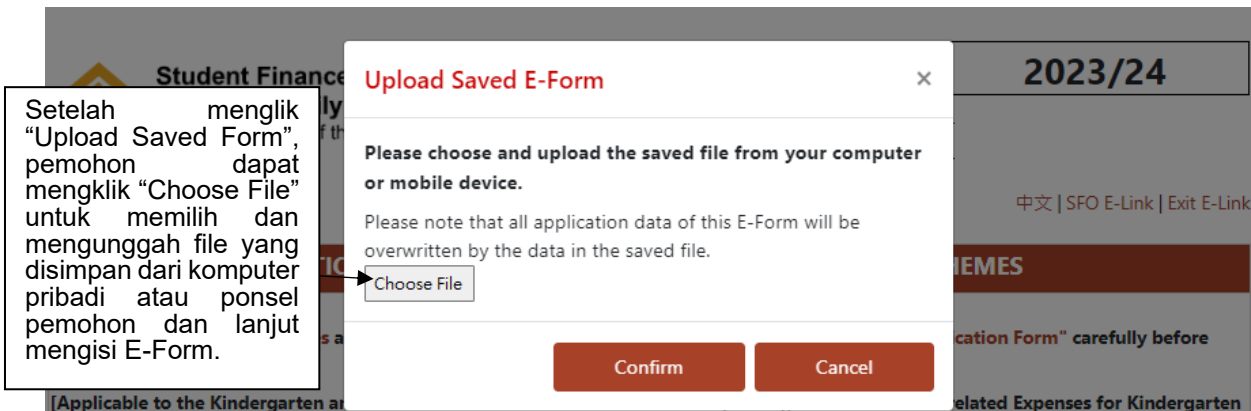 Student Finance
2023/24
ly
f th
Setelah menglik
“Upload Saved Form”,
pemohon dapat
mengklik “Choose File”
untuk memilih dan
mengunggah file yang
disimpan dari komputer
pribadi atau ponsel
pemohon dan lanjut
mengisi E-Form.
Upload Saved E-Form
×
Please choose and upload the saved file from your computer
or mobile device.
Please note that all application data of this E-Form will be
overwritten by the data in the saved file.
Choose File
Confirm
Cancel
中文 | SFO E-Link | Exit E-Link
IEMES
s a
cation Form" carefully before
[Applicable to the Kindergarten an
elated Expenses for Kindergarten